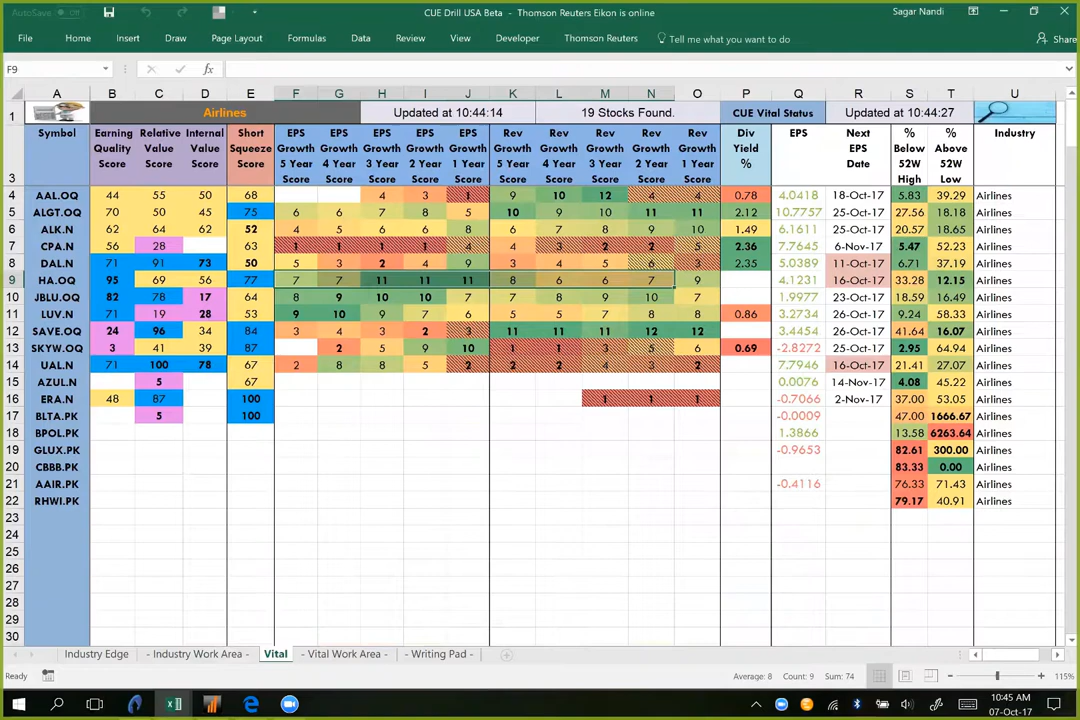 AutoSave Off CUE Drill USA Beta - Thomson Reuters Eikon is online Sagar Nandi
File Home Insert Draw Page Layout Formulas Data Review View Developer Thomson Reuters Tell me what you want to do Share
F9 fx
A B C D E F G H I J K L M N O P Q R S T U
1 Airlines Updated at 10:44:14 19 Stocks Found. CUE Vital Status Updated at 10:44:27
Symbol Earning Relative Internal Short EPS EPS EPS EPS EPS Rev Rev Rev Rev Rev Div EPS Next % % Industry
Quality Value Value Squeeze Growth Growth Growth Growth Growth Growth Growth Growth Growth Growth Yield EPS Below Above
Score Score Score Score 5 Year 4 Year 3 Year 2 Year 1 Year 5 Year 4 Year 3 Year 2 Year 1 Year % Date 52W 52W
3 Score Score Score Score Score Score Score Score Score Score High Low
4 AAL.OQ 44 55 50 68 4 3 1 9 10 12 4 4 0.78 4.0418 18-Oct-17 5.83 39.29 Airlines
5 ALGT.OQ 70 50 45 75 6 6 7 8 5 10 9 10 11 11 2.12 10.7757 25-Oct-17 27.56 18.18 Airlines
6 ALK.N 62 64 62 52 4 5 6 6 8 6 7 8 9 10 1.49 6.1611 25-Oct-17 20.57 18.65 Airlines
7 CPA.N 56 28 63 1 1 1 1 4 4 3 2 2 5 2.36 7.7645 6-Nov-17 5.47 52.23 Airlines
8 DAL.N 71 91 73 50 5 3 2 4 9 3 4 5 6 3 2.35 5.0389 11-Oct-17 6.71 37.19 Airlines
9 HA.OQ 95 69 56 77 7 7 11 11 11 8 6 6 7 9 4.1231 16-Oct-17 33.28 12.15 Airlines
10 JBLU.OQ 82 78 17 64 8 9 10 10 7 7 8 9 10 7 1.9977 23-Oct-17 18.59 16.49 Airlines
11 LUV.N 71 19 28 53 9 10 9 7 6 5 5 7 8 8 0.86 3.2734 26-Oct-17 9.24 58.33 Airlines
12 SAVE.OQ 24 96 34 84 3 4 3 2 3 11 11 11 12 12 3.4454 26-Oct-17 41.64 16.07 Airlines
13 SKYW.OQ 3 41 39 87 2 5 9 10 1 1 3 5 6 0.69 -2.8272 25-Oct-17 2.95 64.94 Airlines
14 UAL.N 71 100 78 67 2 8 8 5 2 2 2 4 3 2 7.7946 16-Oct-17 21.41 27.07 Airlines
15 AZUL.N 5 67 0.0076 14-Nov-17 4.08 45.22 Airlines
16 ERA.N 48 87 100 1 1 1 -0.7066 2-Nov-17 37.00 53.05 Airlines
17 BLTA.PK 5 100 -0.0009 47.00 1666.67 Airlines
18 BPOL.PK 1.3866 13.58 6263.64 Airlines
19 GLUX.PK -0.9653 82.61 300.00 Airlines
20 CBBB.PK 83.33 0.00 Airlines
21 AAIR.PK -0.4116 76.33 71.43 Airlines
22 RHWI.PK 79.17 40.91 Airlines
23
24
25
26
27
28
29
30
Industry Edge - Industry Work Area - Vital - Vital Work Area - - Writing Pad -
Ready Average: 8 Count: 9 Sum: 74 115%
10:45 AM
07-Oct-17